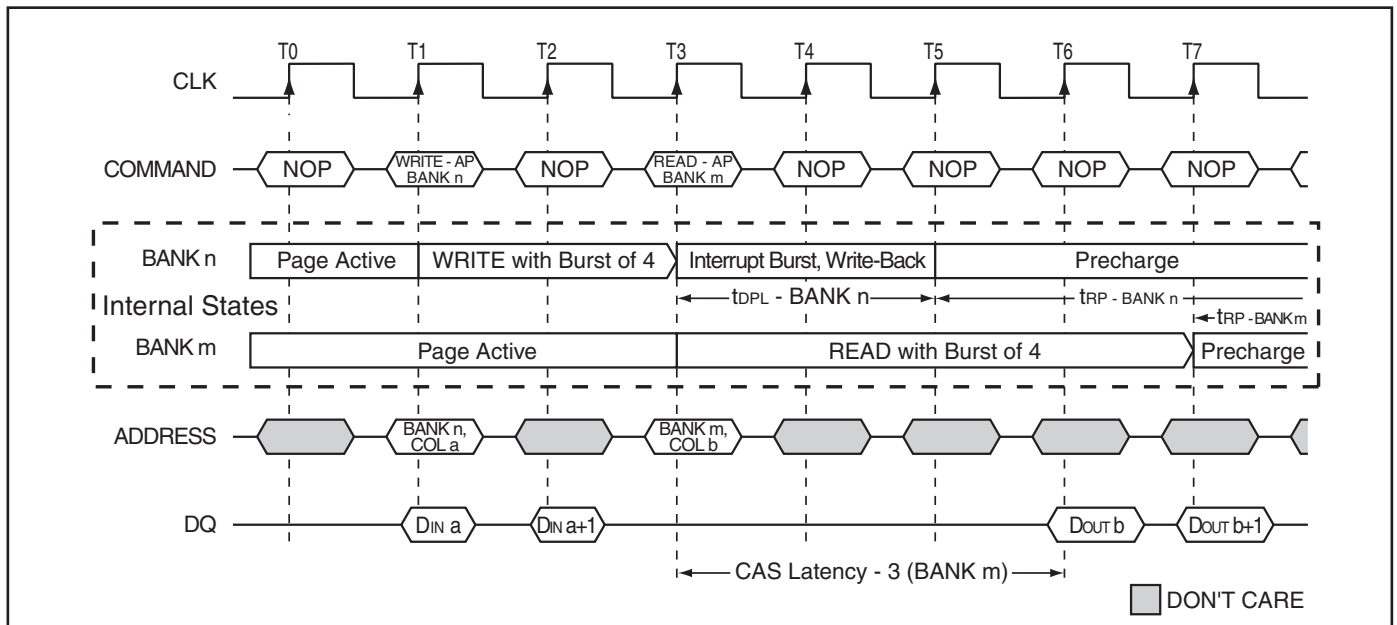 T0 T1 T2 T3 T4 T5 T6 T7
CLK
COMMAND NOP WRITE - AP BANK n NOP READ - AP BANK m NOP NOP NOP NOP
BANK n Page Active WRITE with Burst of 4 Interrupt Burst, Write-Back Precharge
tDPL - BANK n tRP - BANK n
Internal States
tRP - BANK m
BANK m Page Active READ with Burst of 4 Precharge
ADDRESS BANK n, COL a BANK m, COL b
DQ DIN a DIN a+1 DOUT b DOUT b+1
CAS Latency - 3 (BANK m)
DON'T CARE